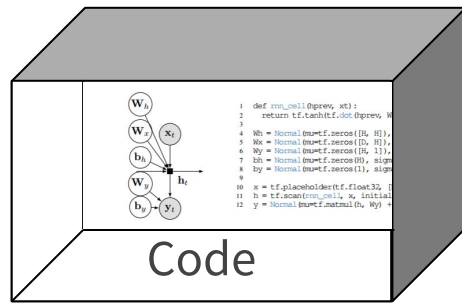 W_h
W_x
x_t
b_h
h_t
W_y
b_y
y_t
1 def rnn_cell(hprev, xt):
2 return tf.tanh(tf.dot(hprev,
3
4 Wh = Normal(mu=tf.zeros([H, H]),
5 Wx = Normal(mu=tf.zeros([D, H]),
6 Wy = Normal(mu=tf.zeros([H, 1]),
7 bh = Normal(mu=tf.zeros(H), sigm
8 by = Normal(mu=tf.zeros(1), sigm
9
10 x = tf.placeholder(tf.float32, [
11 h = tf.scan(rnn_cell, x, initial
12 y = Normal(mu=tf.matmul(h, Wy) +
Code